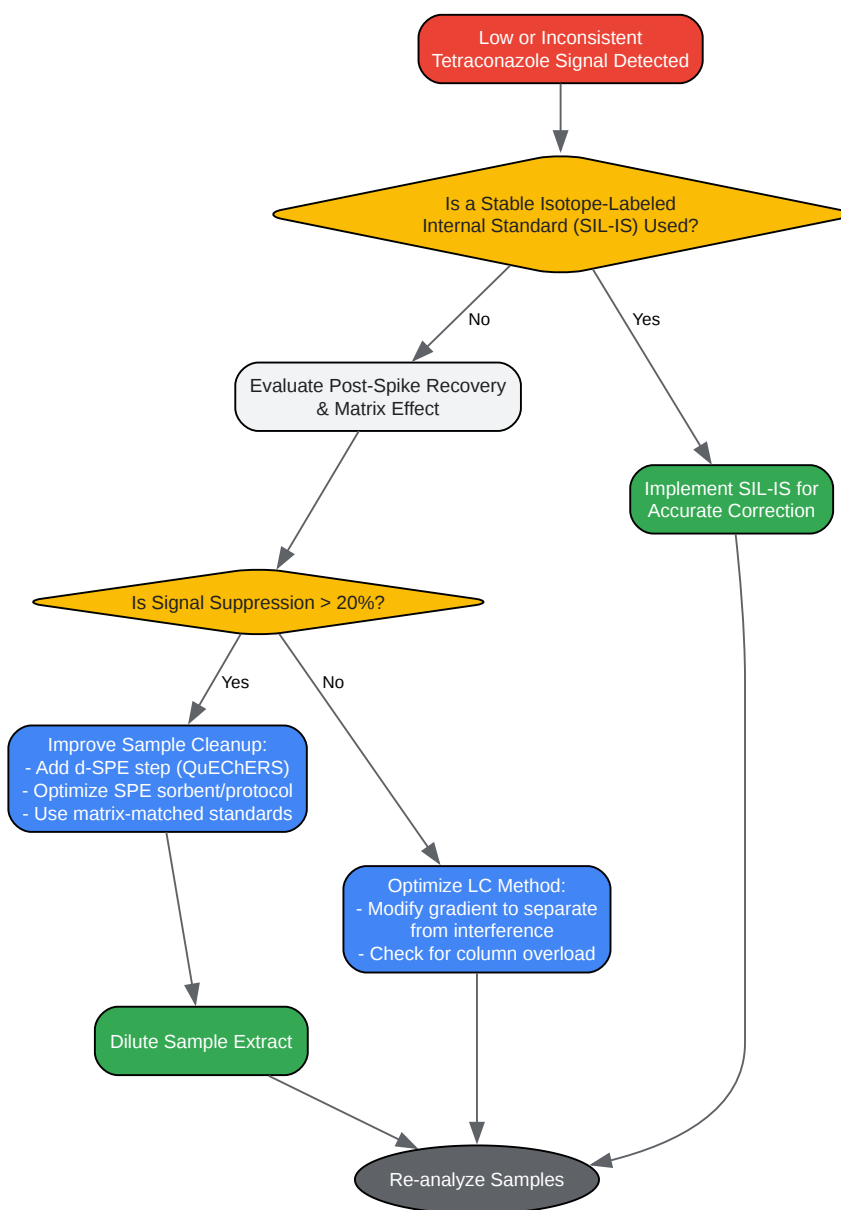 Low or Inconsistent
Tetraconazole Signal Detected
Is a Stable Isotope-Labeled
Internal Standard (SIL-IS) Used?
No
Yes
Evaluate Post-Spike Recovery
& Matrix Effect
Implement SIL-IS for
Accurate Correction
Is Signal Suppression > 20%?
Yes
No
Improve Sample Cleanup:
- Add d-SPE step (QuEChERS)
- Optimize SPE sorbent/protocol
- Use matrix-matched standards
Optimize LC Method:
- Modify gradient to separate
from interference
- Check for column overload
Dilute Sample Extract
Re-analyze Samples